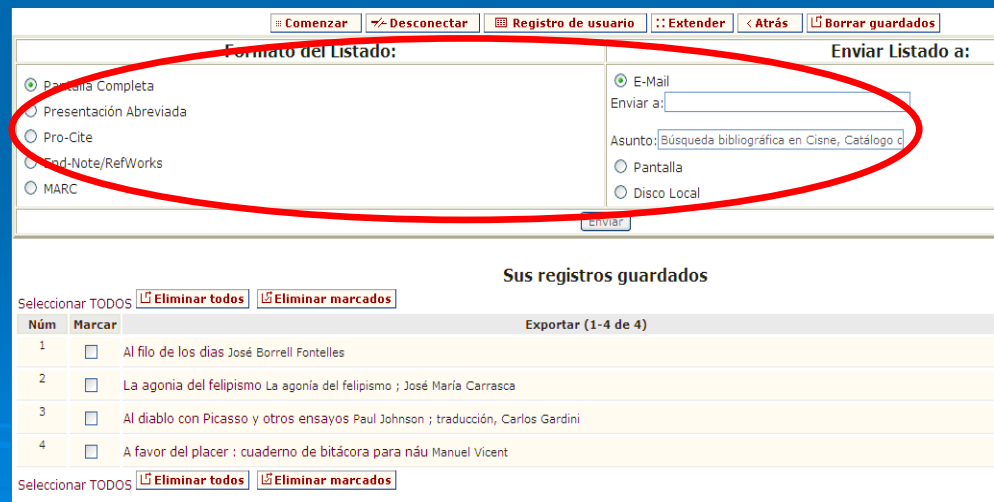 Comenzar Desconectar Registro de usuario Extender Atrás Borrar guardados
Formato del Listado: Enviar Listado a:
Pantalla Completa
Presentación Abreviada
Pro-Cite
End-Note/RefWorks
MARC
E-Mail
Enviar a:
Asunto: Búsqueda bibliográfica en Cisne, Catálogo d
Pantalla
Disco Local
Enviar
Sus registros guardados
Seleccionar TODOS Eliminar todos Eliminar marcados
Núm Marcar Exportar (1-4 de 4)
1 Al filo de los dias José Borrell Fontelles
2 La agonia del felipismo La agonía del felipismo ; José María Carrasca
3 Al diablo con Picasso y otros ensayos Paul Johnson ; traducción, Carlos Gardini
4 A favor del placer : cuaderno de bitácora para náu Manuel Vicent
Seleccionar TODOS Eliminar todos Eliminar marcados